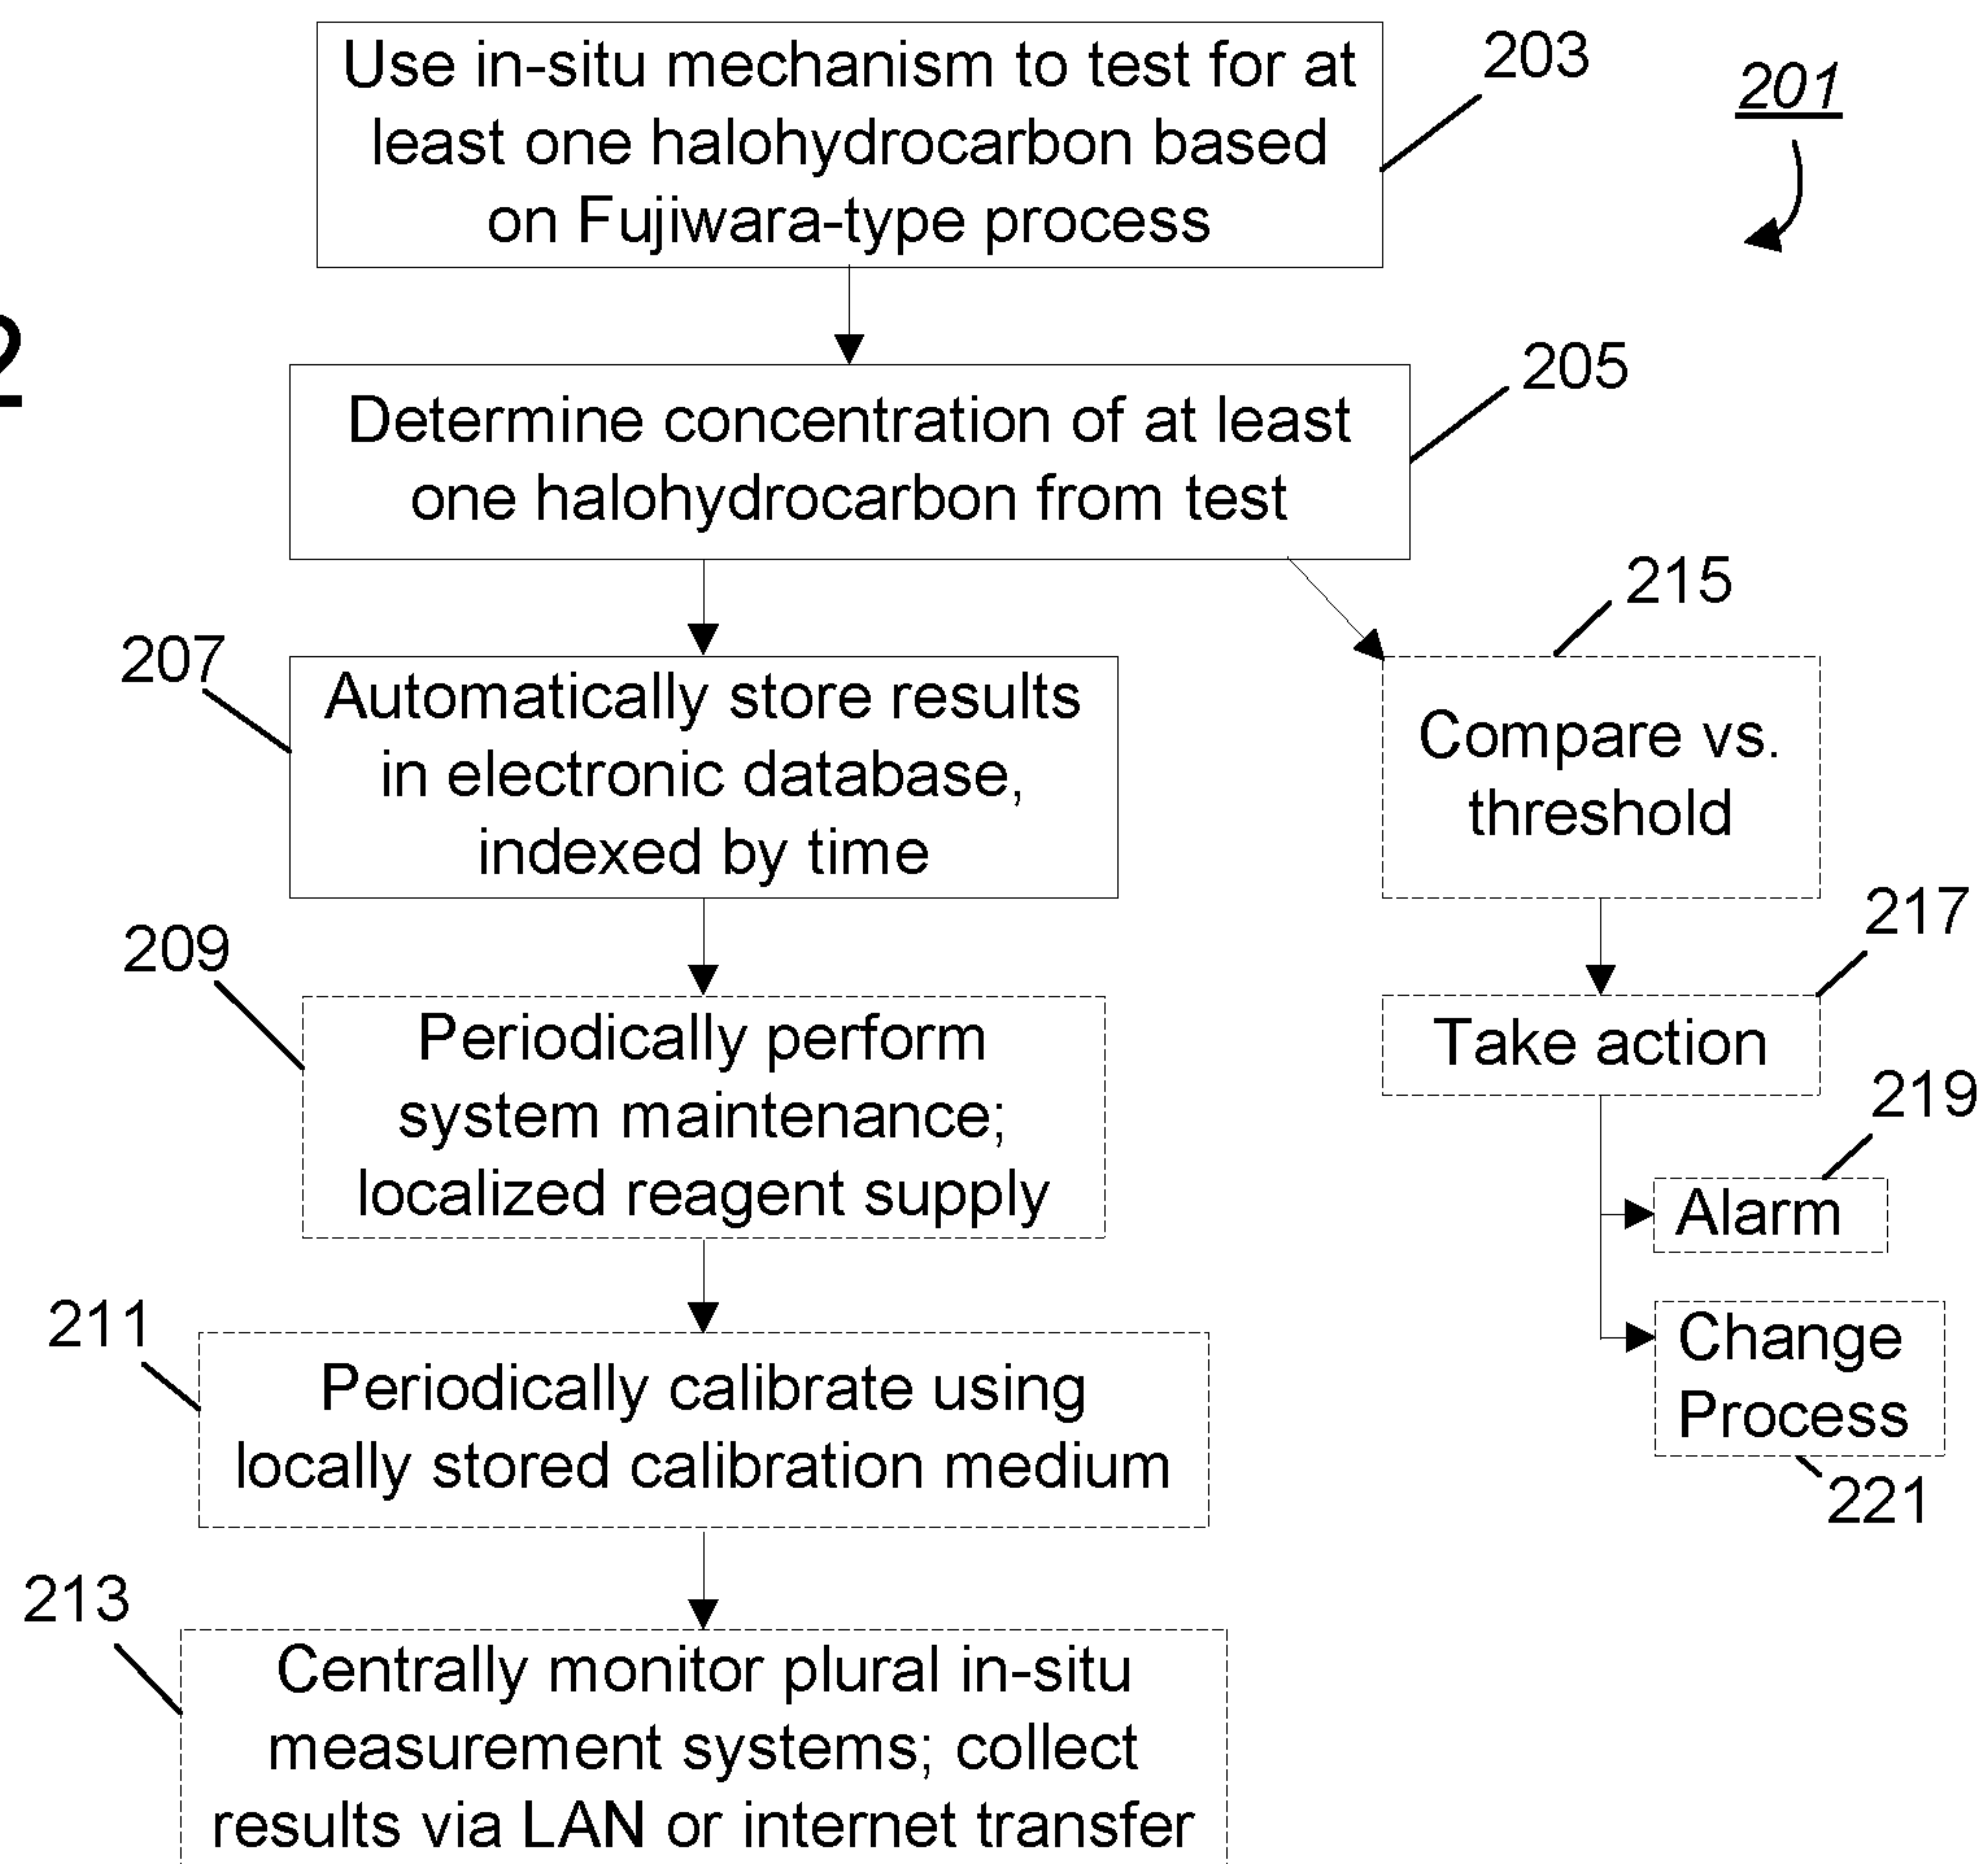 Use in-situ mechanism to test for at
least one halohydrocarbon based
on Fujiwara-type process
203
201
2
Determine concentration of at least
one halohydrocarbon from test
205
207
Automatically store results
in electronic database,
indexed by time
215
Compare vs.
threshold
209
Periodically perform
system maintenance;
localized reagent supply
217
Take action
219
Alarm
Change
Process
221
211
Periodically calibrate using
locally stored calibration medium
213
Centrally monitor plural in-situ
measurement systems; collect
results via LAN or internet transfer